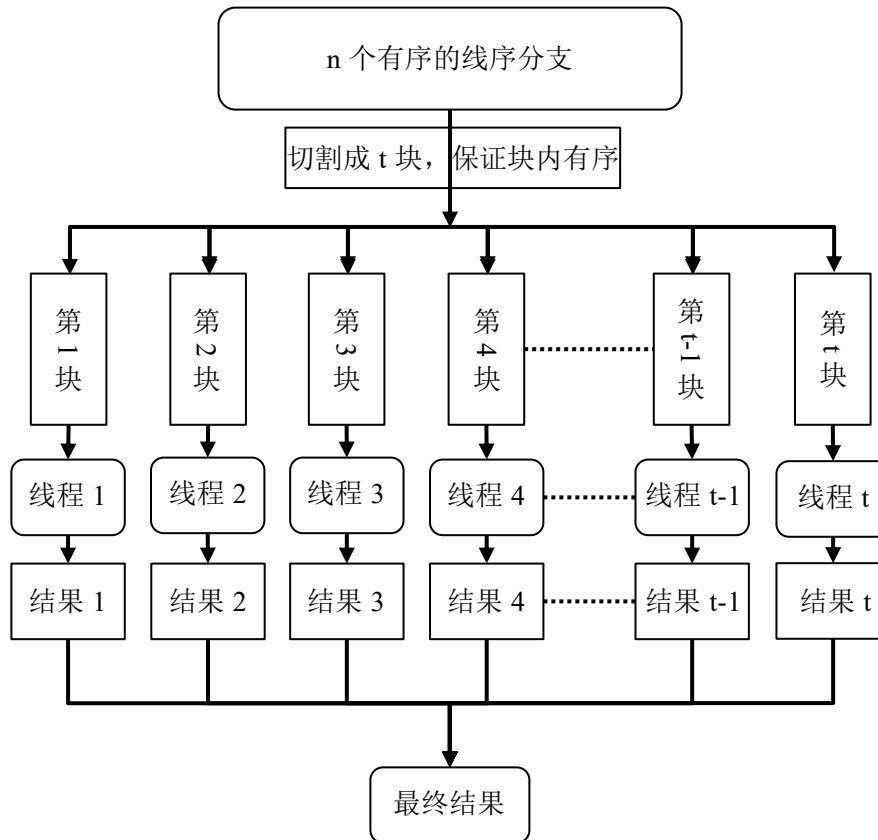 n 个有序的线序分支
切割成 t 块，保证块内有序
第1块
第2块
第3块
第4块
第t-1块
第t块
线程 1
线程 2
线程 3
线程 4
线程 t-1
线程 t
结果 1
结果 2
结果 3
结果 4
结果 t-1
结果 t
最终结果